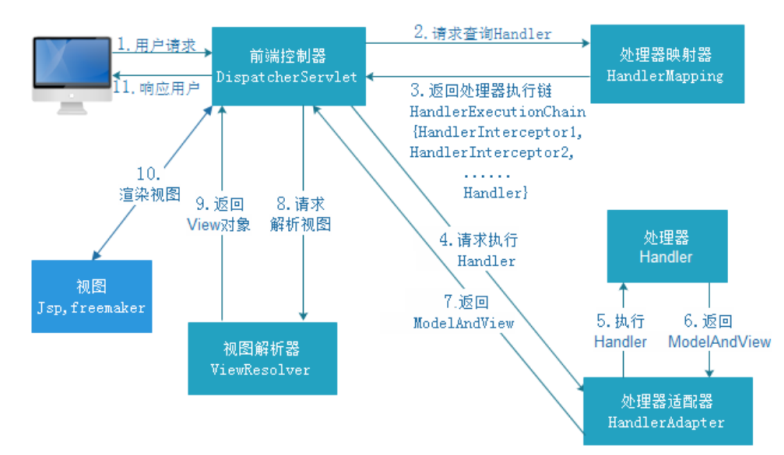 1.用户请求
11.响应用户
前端控制器
DispatcherServlet
2.请求查询Handler
处理器映射器
HandlerMapping
3.返回处理器执行链
HandlerExecutionChain
{HandlerInterceptor1,
HandlerInterceptor2,
......
Handler}
10.
渲染视图
9.返回
View对象
8.请求
解析视图
4.请求执行
Handler
处理器
Handler
视图
Jsp,freemaker
7.返回
ModelAndView
5.执行
Handler
6.返回
ModelAndView
视图解析器
ViewResolver
处理器适配器
HandlerAdapter